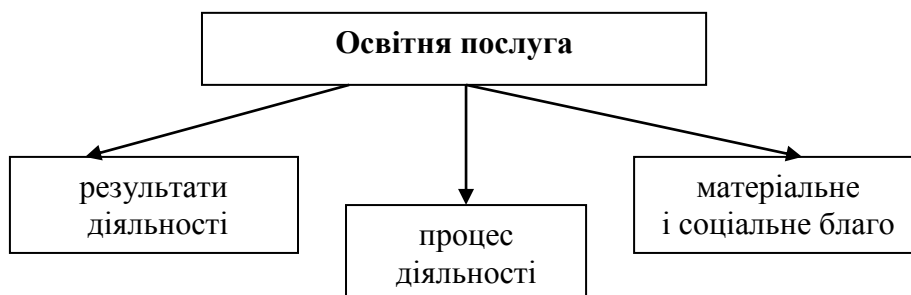 Освітня послуга
результати
діяльності
процес
діяльності
матеріальне
і соціальне благо